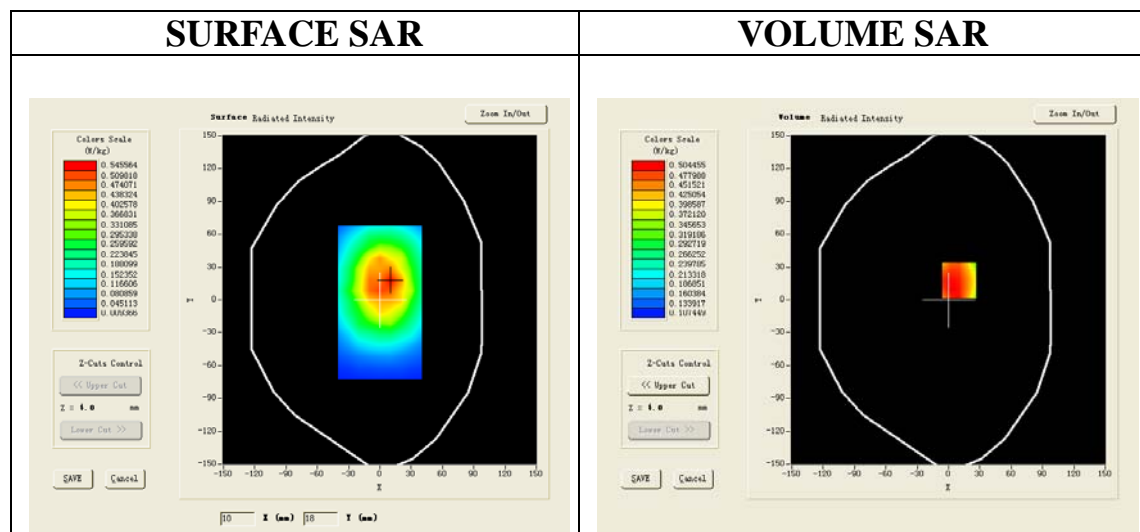 SURFACE SAR
VOLUME SAR
Surface Radiated Intensity
Zoom In/Out
Colors Scale
(W/kg)
0.545564
0.509818
0.474071
0.438324
0.402578
0.366831
0.331085
0.295338
0.259592
0.223845
0.188099
0.152352
0.116606
0.080859
0.045113
0.009366
Z-Cuts Control
<< Upper Cut
Z = 4.0 mm
Lower Cut >>
SAVE
Cancel
150
120
90
60
30
0
-30
-60
-90
-120
-150
Y
-150 -120 -90 -60 -30 0 30 60 90 120 150
X
10 X (mm) 18 Y (mm)
Volume Radiated Intensity
Zoom In/Out
Colors Scale
(W/kg)
0.504455
0.477988
0.451521
0.425054
0.398587
0.372120
0.345653
0.319186
0.292719
0.266252
0.239785
0.213318
0.186851
0.160384
0.133917
0.107449
Z-Cuts Control
<< Upper Cut
Z = 4.0 mm
Lower Cut >>
SAVE
Cancel
150
120
90
60
30
0
-30
-60
-90
-120
-150
Y
-150 -120 -90 -60 -30 0 30 60 90 120 150
X